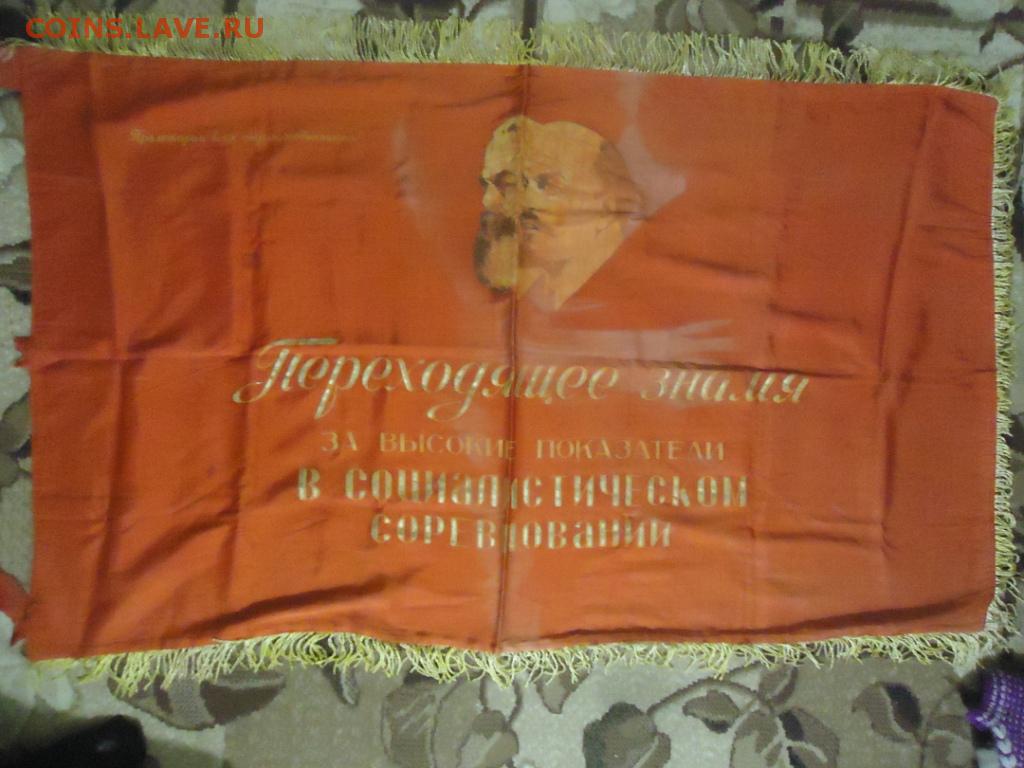 COINS.LAVE.RU
Переходящее знамя
ЗА ВЫСОКИЕ ПОКАЗАТЕЛИ
В СОЦИАЛИСТИЧЕСКОМ
СОРЕВНОВАНИИ